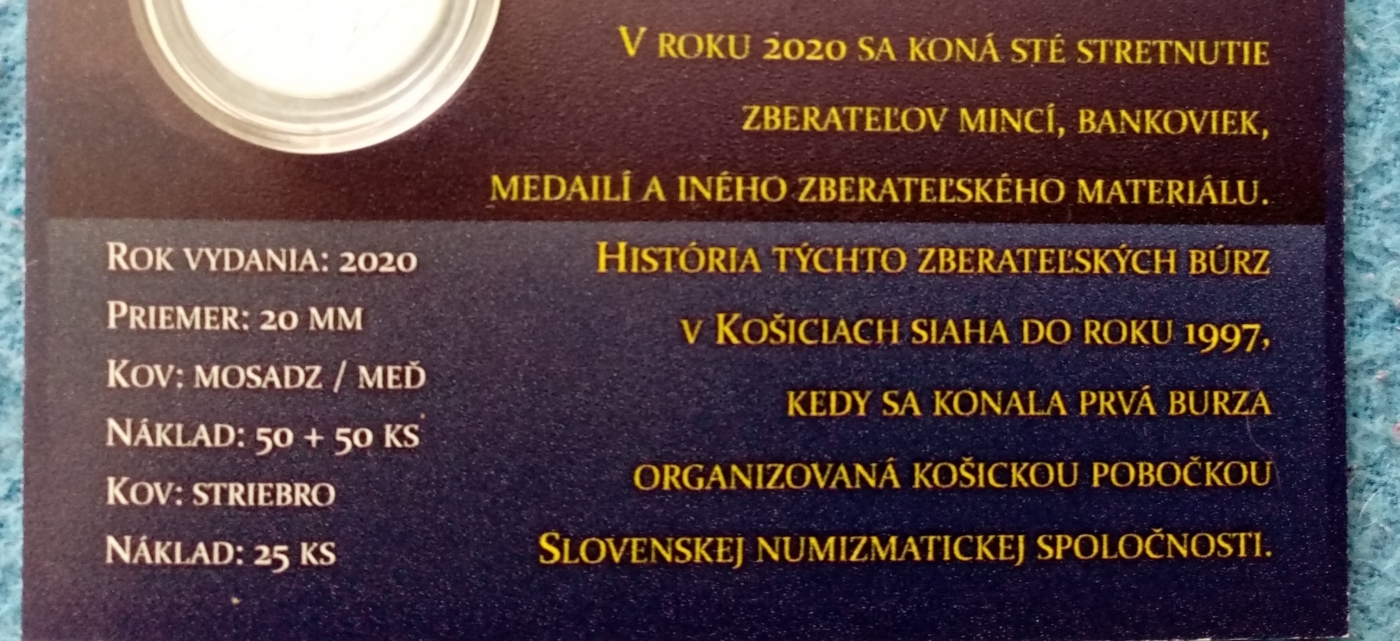 V ROKU 2020 SA KONÁ STÉ STRETNUTIE
ZBERATEĽOV MINCÍ, BANKOVIEK,
MEDAILÍ A INÉHO ZBERATEĽSKÉHO MATERIÁLU.
HISTÓRIA TÝCHTO ZBERATEĽSKÝCH BÚRZ
V KOŠICIACH SIAHA DO ROKU 1997,
KEDY SA KONALA PRVÁ BURZA
ORGANIZOVANÁ KOŠICKOU POBOČKOU
SLOVENSKEJ NUMIZMATICKEJ SPOLOČNOSTI.
ROK VYDANIA: 2020
PRIEMER: 20 MM
KOV: MOSADZ / MEĎ
NÁKLAD: 50 + 50 KS
KOV: STRIEBRO
NÁKLAD: 25 KS